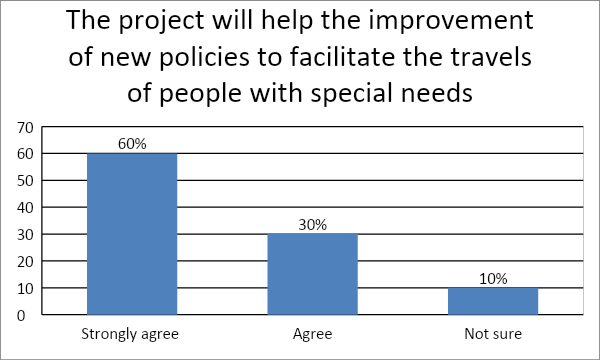 The project will help the improvement
of new policies to facilitate the travels
of people with special needs
70
60
50
40
30
20
10
0
60%
30%
10%
Strongly agree
Agree
Not sure